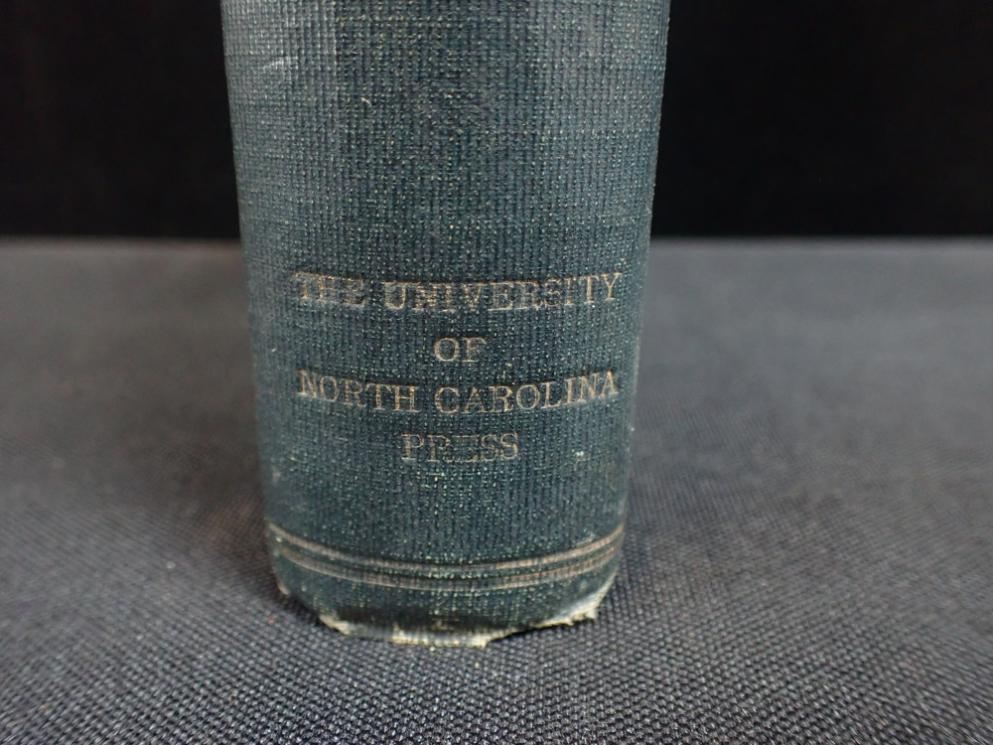 THE UNIVERSITY
OF
NORTH CAROLINA
PRESS